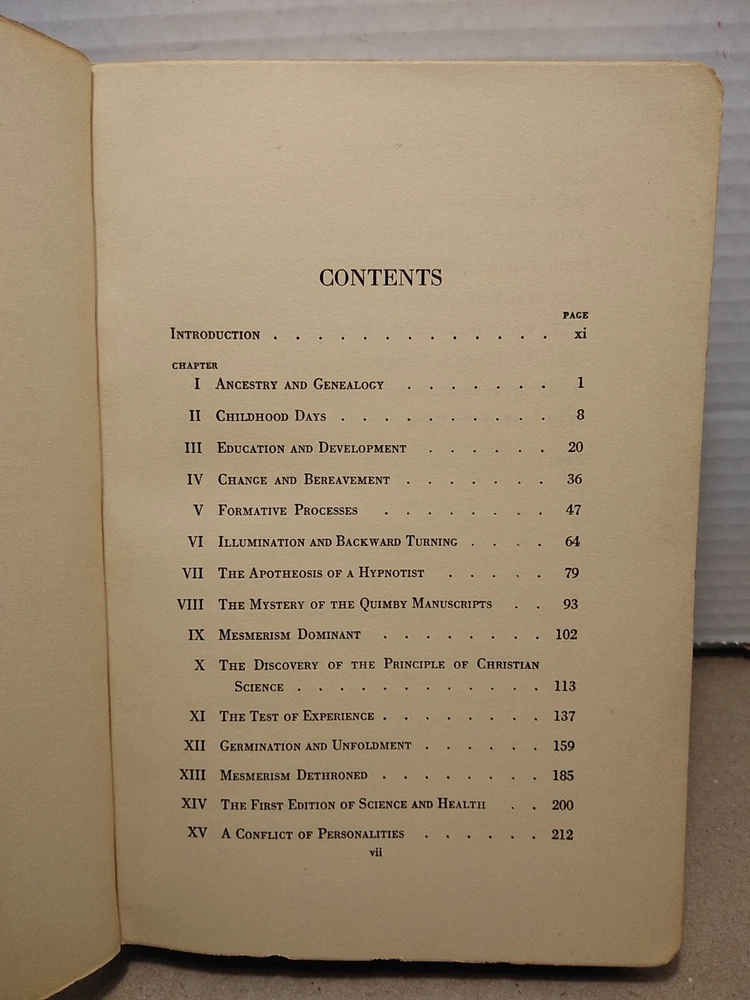 CONTENTS
PAGE
INTRODUCTION . . . . . . . . . . . . . xi
CHAPTER
I ANCESTRY AND GENEALOGY . . . . . . . 1
II CHILDHOOD DAYS . . . . . . . . . . 8
III EDUCATION AND DEVELOPMENT . . . . . . 20
IV CHANGE AND BEREAVEMENT . . . . . . . 36
V FORMATIVE PROCESSES . . . . . . . . 47
VI ILLUMINATION AND BACKWARD TURNING . . . . 64
VII THE APOTHEOSIS OF A HYPNOTIST . . . . . 79
VIII THE MYSTERY OF THE QUIMBY MANUSCRIPTS . . 93
IX MESMERISM DOMINANT . . . . . . . . 102
X THE DISCOVERY OF THE PRINCIPLE OF CHRISTIAN
SCIENCE . . . . . . . . . . . . 113
XI THE TEST OF EXPERIENCE . . . . . . . . 137
XII GERMINATION AND UNFOLDMENT . . . . . . 159
XIII MESMERISM DETHRONED . . . . . . . . 185
XIV THE FIRST EDITION OF SCIENCE AND HEALTH . . 200
XV A CONFLICT OF PERSONALITIES . . . . . . 212
vii